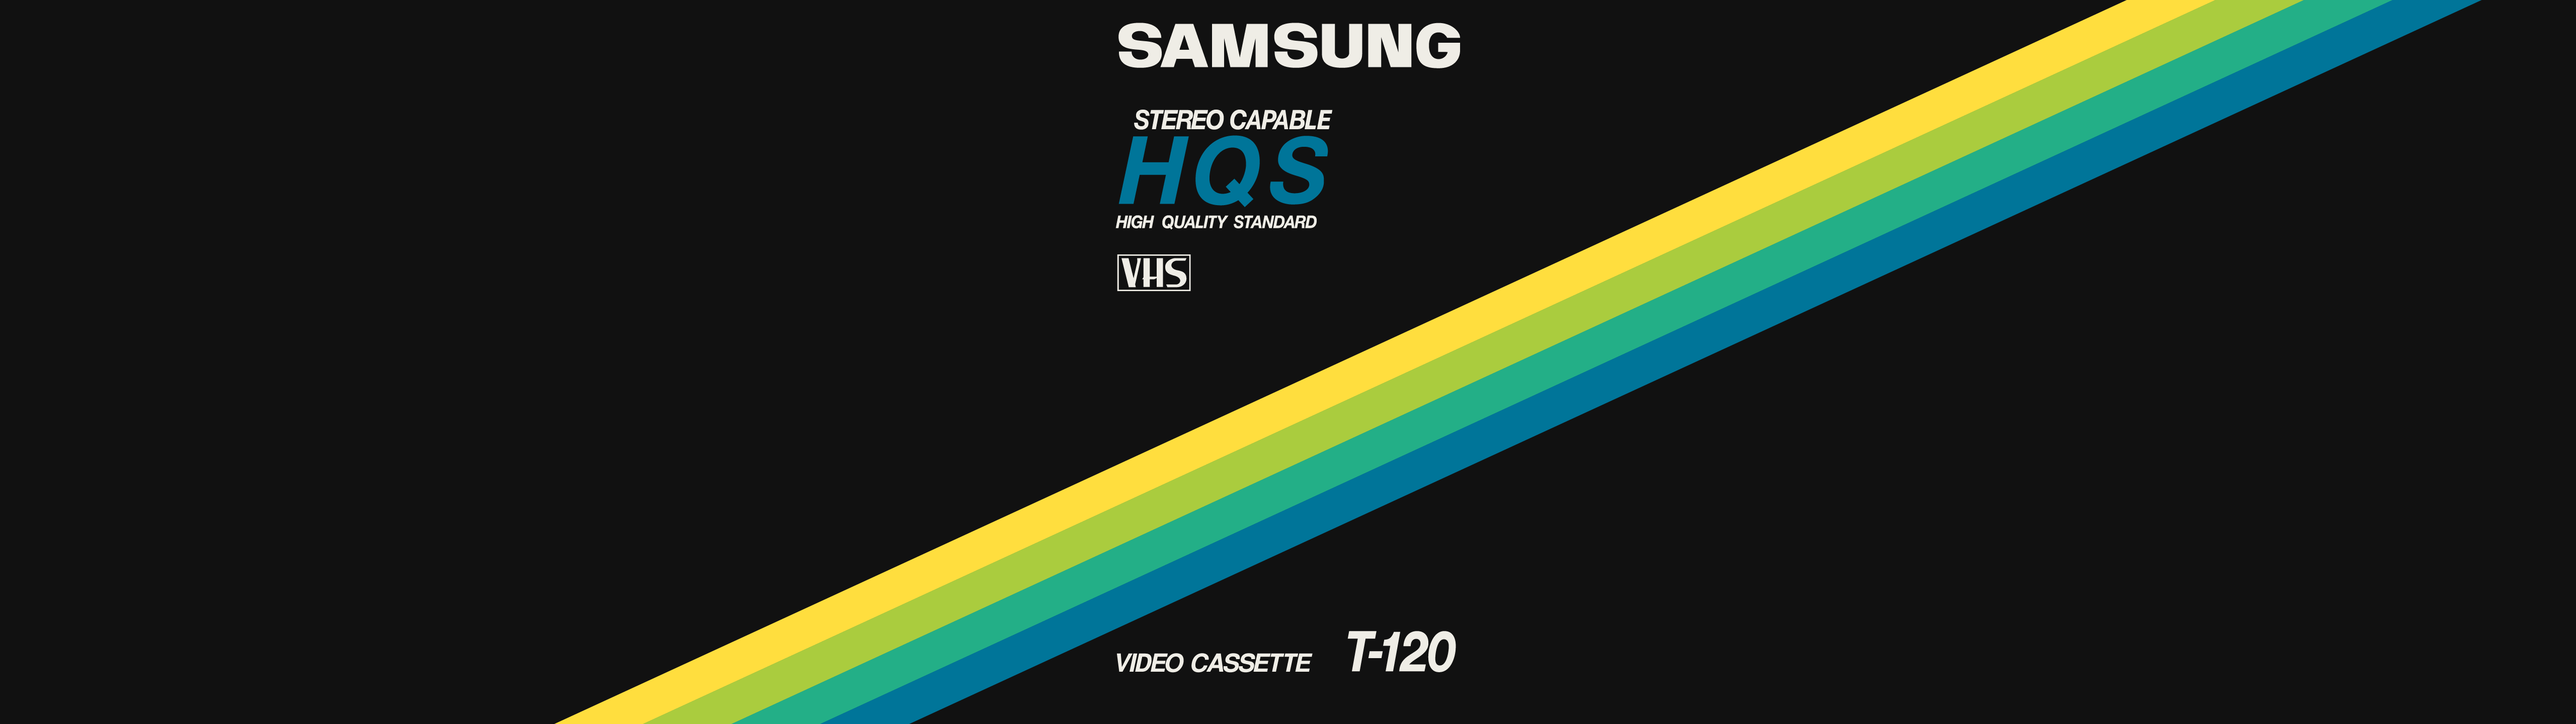 SAMSUNG
STEREO CAPABLE
HQS
HIGH QUALITY STANDARD
VHS
VIDEO CASSETTE T-120